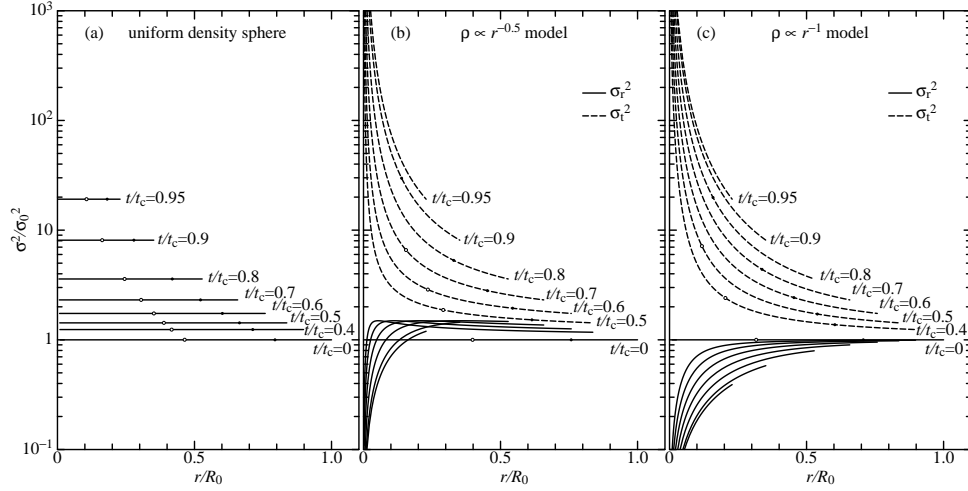 10³
10²
10
1
10⁻¹
σ²/σ₀²
(a) uniform density sphere
t/tc=0.95
t/tc=0.9
t/tc=0.8
t/tc=0.7
t/tc=0.6
t/tc=0.5
t/tc=0.4
t/tc=0
0 0.5 1.0
r/R₀
(b) ρ ∝ r⁻⁰·⁵ model
σr²
σt²
t/tc=0.95
t/tc=0.9
t/tc=0.8
t/tc=0.7
t/tc=0.6
t/tc=0.5
t/tc=0
0 0.5 1.0
r/R₀
(c) ρ ∝ r⁻¹ model
σr²
σt²
t/tc=0.95
t/tc=0.9
t/tc=0.8
t/tc=0.7
t/tc=0.6
t/tc=0.5
t/tc=0.4
t/tc=0
0 0.5 1.0
r/R₀